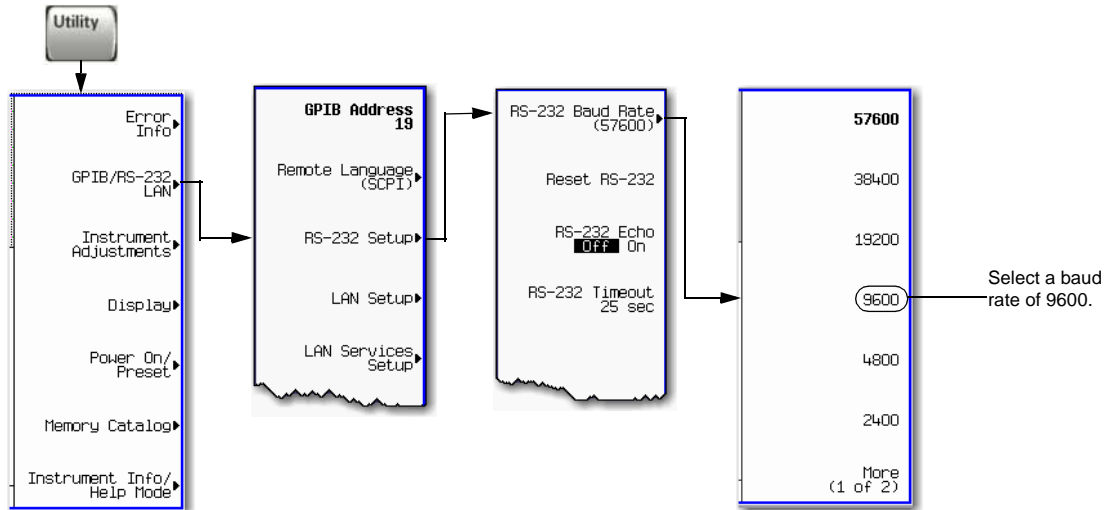 Utility
Error
Info
GPIB/RS-232
LAN
Instrument
Adjustments
Display
Power On/
Preset
Memory Catalog
Instrument Info/
Help Mode
GPIB Address
19
Remote Language
(SCPI)
RS-232 Setup
LAN Setup
LAN Services
Setup
RS-232 Baud Rate
(57600)
Reset RS-232
RS-232 Echo
Off On
RS-232 Timeout
25 sec
57600
38400
19200
9600
4800
2400
More
(1 of 2)
Select a baud
rate of 9600.